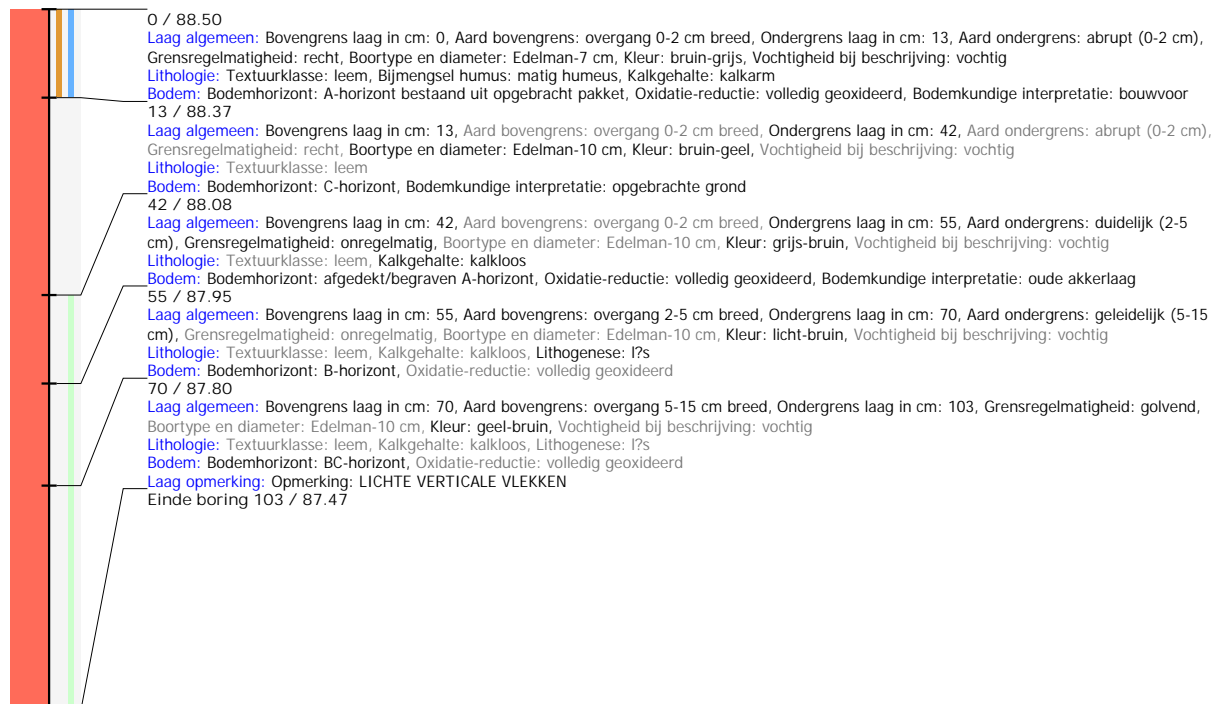 0 / 88.50
Laag algemeen: Bovengrens laag in cm: 0, Aard bovengrens: overgang 0-2 cm breed, Ondergrens laag in cm: 13, Aard ondergrens: abrupt (0-2 cm),
Grensregelmatigheid: recht, Boortype en diameter: Edelman-7 cm, Kleur: bruin-grijs, Vochtigheid bij beschrijving: vochtig
Lithologie: Textuurklasse: leem, Bijmengsel humus: matig humeus, Kalkgehalte: kalkarm
Bodem: Bodemhorizont: A-horizont bestaand uit opgebracht pakket, Oxidatie-reductie: volledig geoxideerd, Bodemkundige interpretatie: bouwvoor
13 / 88.37
Laag algemeen: Bovengrens laag in cm: 13, Aard bovengrens: overgang 0-2 cm breed, Ondergrens laag in cm: 42, Aard ondergrens: abrupt (0-2 cm),
Grensregelmatigheid: recht, Boortype en diameter: Edelman-10 cm, Kleur: bruin-geel, Vochtigheid bij beschrijving: vochtig
Lithologie: Textuurklasse: leem
Bodem: Bodemhorizont: C-horizont, Bodemkundige interpretatie: opgebrachte grond
42 / 88.08
Laag algemeen: Bovengrens laag in cm: 42, Aard bovengrens: overgang 0-2 cm breed, Ondergrens laag in cm: 55, Aard ondergrens: duidelijk (2-5
cm), Grensregelmatigheid: onregelmatig, Boortype en diameter: Edelman-10 cm, Kleur: grijs-bruin, Vochtigheid bij beschrijving: vochtig
Lithologie: Textuurklasse: leem, Kalkgehalte: kalkloos
Bodem: Bodemhorizont: afgedekt/begraven A-horizont, Oxidatie-reductie: volledig geoxideerd, Bodemkundige interpretatie: oude akkerlaag
55 / 87.95
Laag algemeen: Bovengrens laag in cm: 55, Aard bovengrens: overgang 2-5 cm breed, Ondergrens laag in cm: 70, Aard ondergrens: geleidelijk (5-15
cm), Grensregelmatigheid: onregelmatig, Boortype en diameter: Edelman-10 cm, Kleur: licht-bruin, Vochtigheid bij beschrijving: vochtig
Lithologie: Textuurklasse: leem, Kalkgehalte: kalkloos, Lithogenese: l?s
Bodem: Bodemhorizont: B-horizont, Oxidatie-reductie: volledig geoxideerd
70 / 87.80
Laag algemeen: Bovengrens laag in cm: 70, Aard bovengrens: overgang 5-15 cm breed, Ondergrens laag in cm: 103, Grensregelmatigheid: golvend,
Boortype en diameter: Edelman-10 cm, Kleur: geel-bruin, Vochtigheid bij beschrijving: vochtig
Lithologie: Textuurklasse: leem, Kalkgehalte: kalkloos, Lithogenese: l?s
Bodem: Bodemhorizont: BC-horizont, Oxidatie-reductie: volledig geoxideerd
Laag opmerking: Opmerking: LICHTE VERTICALE VLEKKEN
Einde boring 103 / 87.47